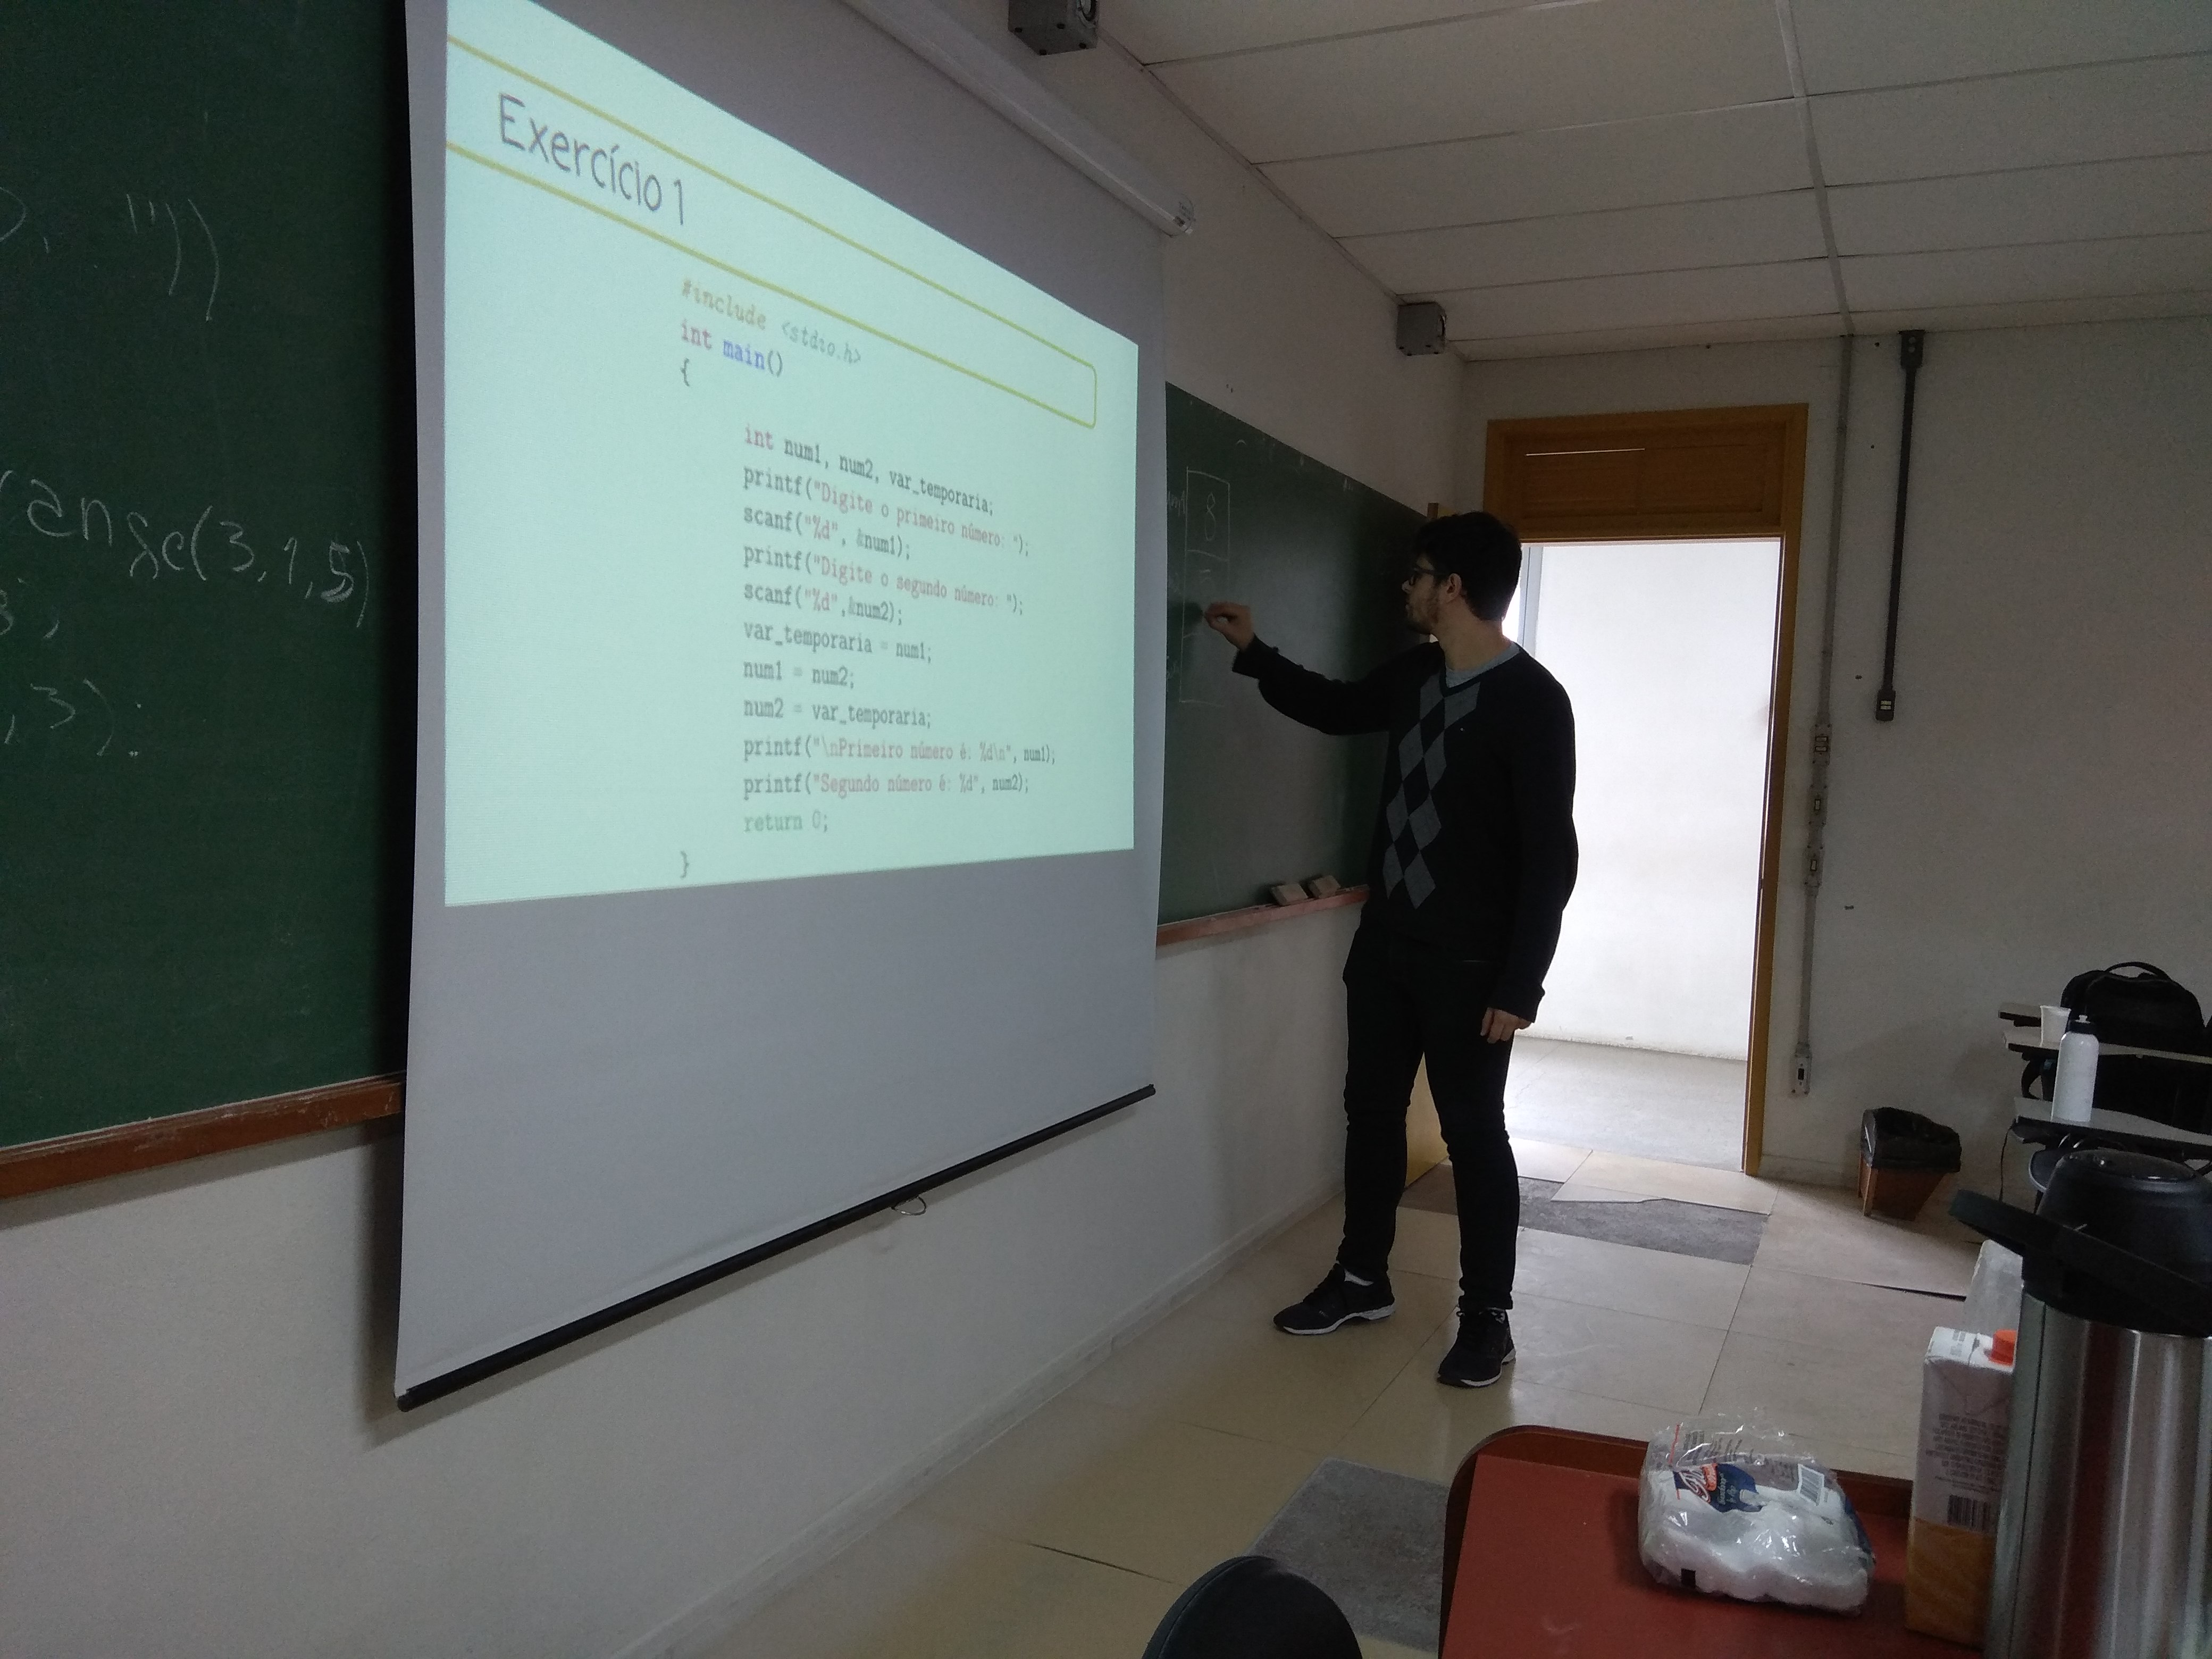 Exercício 1
#include <stdio.h>
int main()
{
int num1, num2, var_temporaria;
printf("Digite o primeiro número: ");
scanf("%d", &num1);
printf("Digite o segundo número: ");
scanf("%d",&num2);
var_temporaria = num1;
num1 = num2;
num2 = var_temporaria;
printf("\nPrimeiro número é: %d\n", num1);
printf("Segundo número é: %d", num2);
return 0;
}
"))
range(3,1,5)
,3):
8